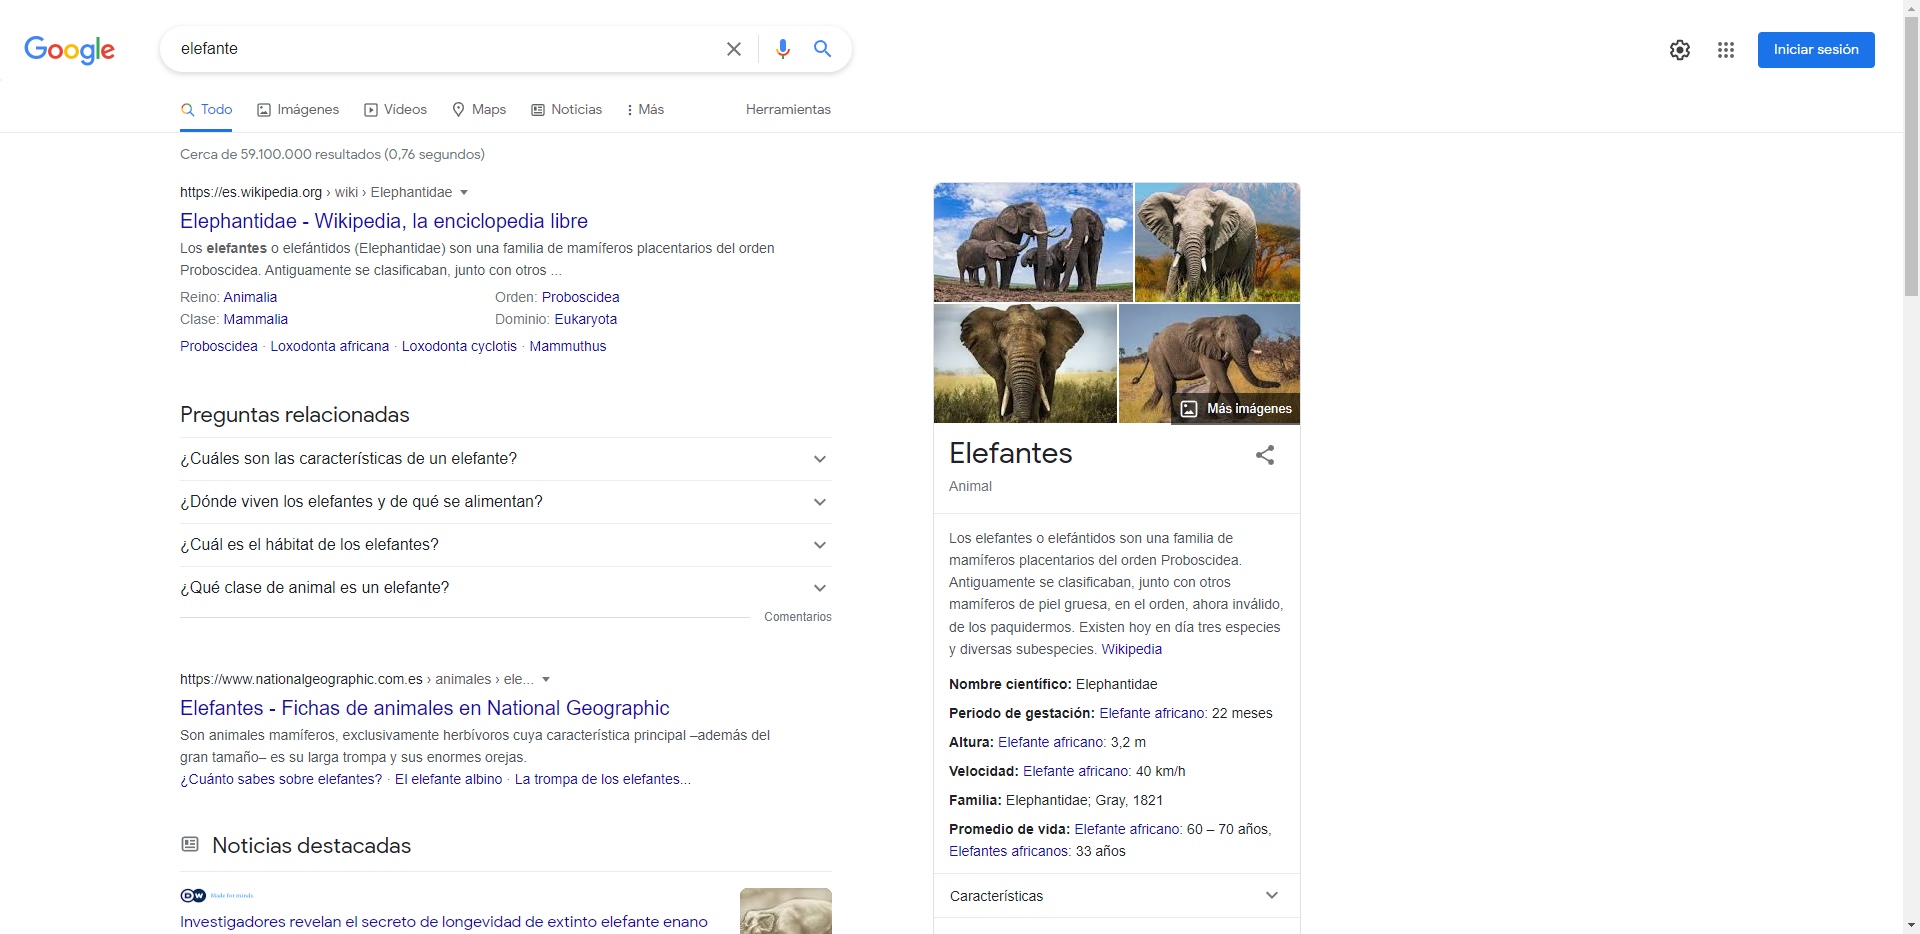 Google
elefante
Iniciar sesión
Todo
Imágenes
Vídeos
Maps
Noticias
Más
Herramientas
Cerca de 59.100.000 resultados (0,76 segundos)
https://es.wikipedia.org › wiki › Elephantidae
Elephantidae - Wikipedia, la enciclopedia libre
Los elefantes o elefántidos (Elephantidae) son una familia de mamíferos placentarios del orden
Proboscidea. Antiguamente se clasificaban, junto con otros ...
Reino: Animalia
Orden: Proboscidea
Clase: Mammalia
Dominio: Eukaryota
Proboscidea · Loxodonta africana · Loxodonta cyclotis · Mammuthus
Preguntas relacionadas
¿Cuáles son las características de un elefante?
¿Dónde viven los elefantes y de qué se alimentan?
¿Cuál es el hábitat de los elefantes?
¿Qué clase de animal es un elefante?
Comentarios
https://www.nationalgeographic.com.es › animales › ele...
Elefantes - Fichas de animales en National Geographic
Son animales mamíferos, exclusivamente herbívoros cuya característica principal –además del
gran tamaño– es su larga trompa y sus enormes orejas.
¿Cuánto sabes sobre elefantes? · El elefante albino · La trompa de los elefantes...
Noticias destacadas
DW Made for minds
Investigadores revelan el secreto de longevidad de extinto elefante enano
Más imágenes
Elefantes
Animal
Los elefantes o elefántidos son una familia de
mamíferos placentarios del orden Proboscidea.
Antiguamente se clasificaban, junto con otros
mamíferos de piel gruesa, en el orden, ahora inválido,
de los paquidermos. Existen hoy en día tres especies
y diversas subespecies. Wikipedia
Nombre científico: Elephantidae
Periodo de gestación: Elefante africano: 22 meses
Altura: Elefante africano: 3,2 m
Velocidad: Elefante africano: 40 km/h
Familia: Elephantidae; Gray, 1821
Promedio de vida: Elefante africano: 60 – 70 años,
Elefantes africanos: 33 años
Características